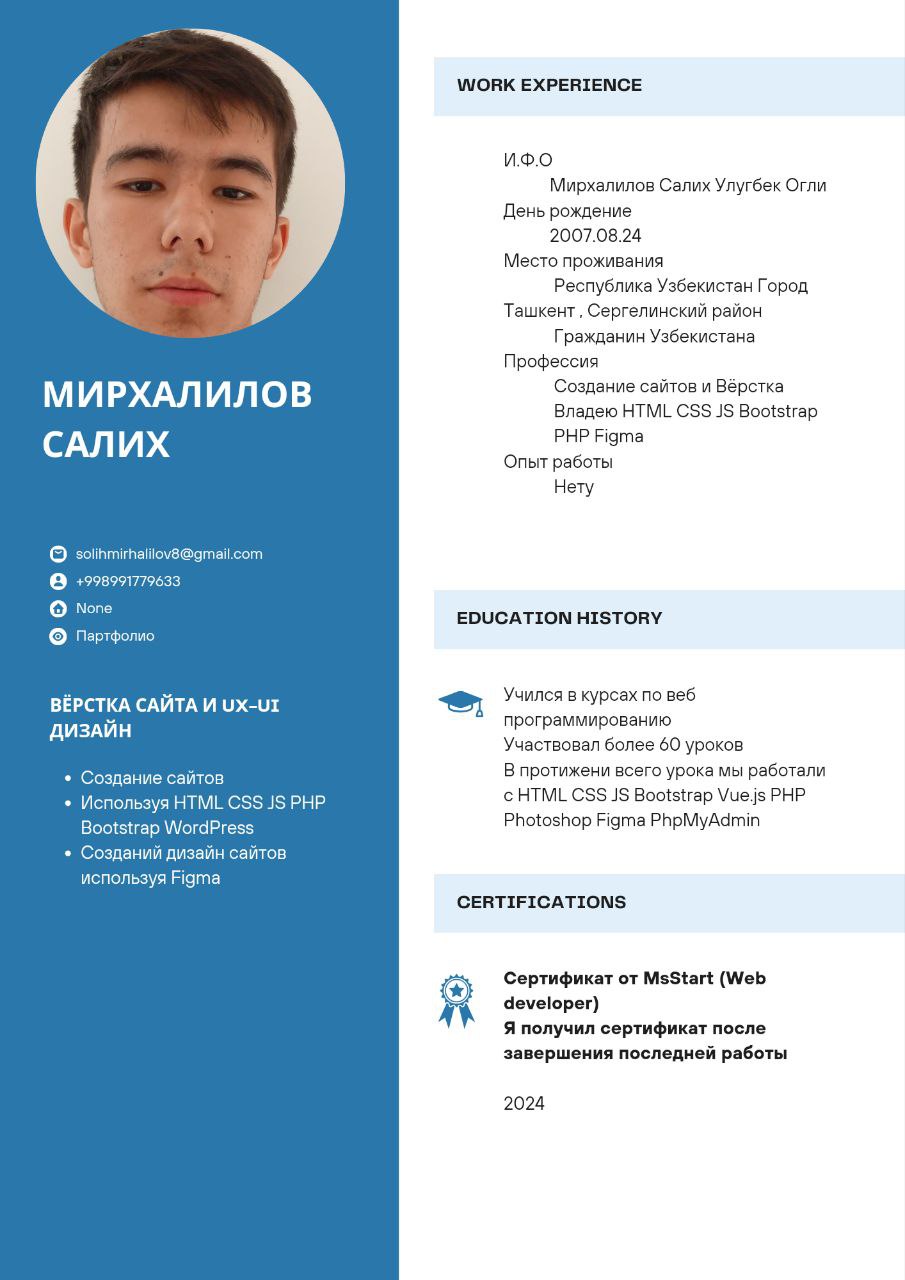 МИРХАЛИЛОВ
САЛИХ
solihmirhalilov8@gmail.com
+998991779633
None
Партфолио
ВЁРСТКА САЙТА И UX-UI
ДИЗАЙН
• Создание сайтов
• Используя HTML CSS JS PHP
Bootstrap WordPress
• Созданий дизайн сайтов
используя Figma
WORK EXPERIENCE
И.Ф.О
Мирхалилов Салих Улугбек Огли
День рождение
2007.08.24
Место проживания
Республика Узбекистан Город
Ташкент , Сергелинский район
Гражданин Узбекистана
Профессия
Создание сайтов и Вёрстка
Владею HTML CSS JS Bootstrap
PHP Figma
Опыт работы
Нету
EDUCATION HISTORY
Учился в курсах по веб
программированию
Участвовал более 60 уроков
В протижени всего урока мы работали
с HTML CSS JS Bootstrap Vue.js PHP
Photoshop Figma PhpMyAdmin
CERTIFICATIONS
Сертификат от MsStart (Web
developer)
Я получил сертификат после
завершения последней работы
2024